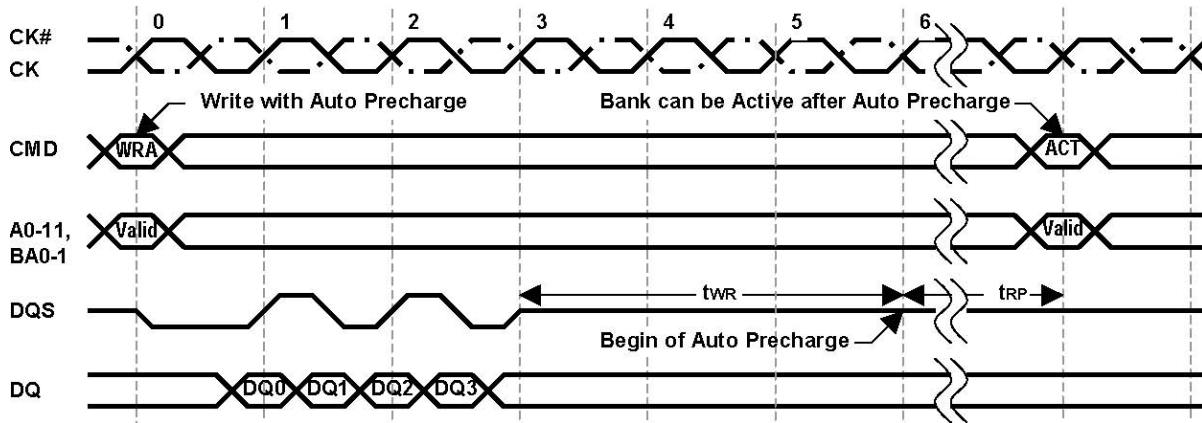 0 1 2 3 4 5 6
CK#
CK
Write with Auto Precharge
Bank can be Active after Auto Precharge
CMD
WRA
ACT
A0-11,
BA0-1
Valid
Valid
DQS
tWR
tRP
Begin of Auto Precharge
DQ
DQ0 DQ1 DQ2 DQ3